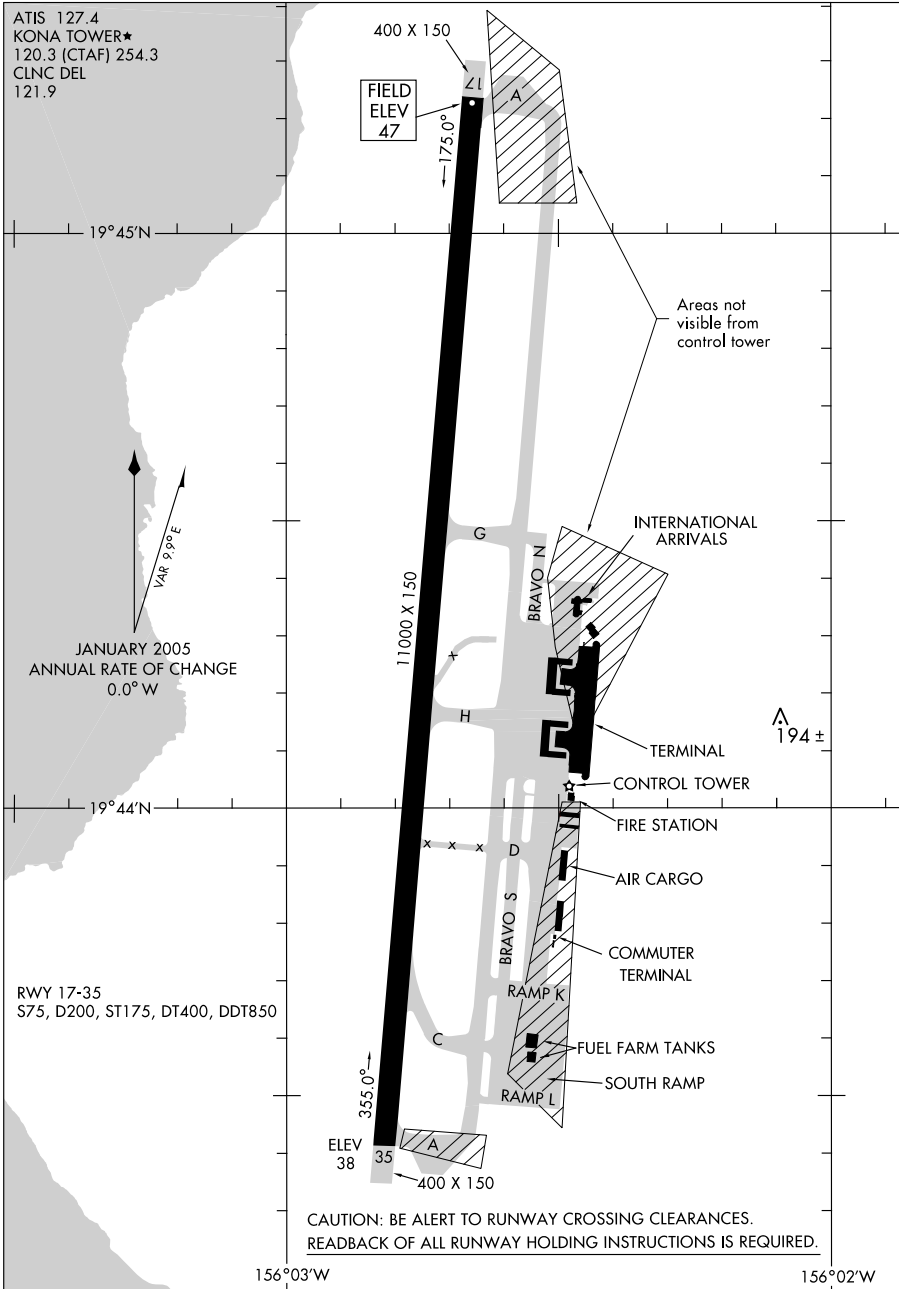 ATIS 127.4
KONA TOWER★
120.3 (CTAF) 254.3
CLNC DEL
121.9
400 X 150
FIELD
ELEV
47
17
A
175.0°
19°45'N
Areas not
visible from
control tower
VAR 9.9° E
JANUARY 2005
ANNUAL RATE OF CHANGE
0.0° W
11000 X 150
G
BRAVO N
INTERNATIONAL
ARRIVALS
X
H
194 ±
TERMINAL
CONTROL TOWER
19°44'N
FIRE STATION
X X X
D
AIR CARGO
BRAVO S
COMMUTER
TERMINAL
RWY 17-35
S75, D200, ST175, DT400, DDT850
RAMP K
C
FUEL FARM TANKS
SOUTH RAMP
RAMP L
355.0°
ELEV
38
35
A
400 X 150
CAUTION: BE ALERT TO RUNWAY CROSSING CLEARANCES.
READBACK OF ALL RUNWAY HOLDING INSTRUCTIONS IS REQUIRED.
156°03'W
156°02'W